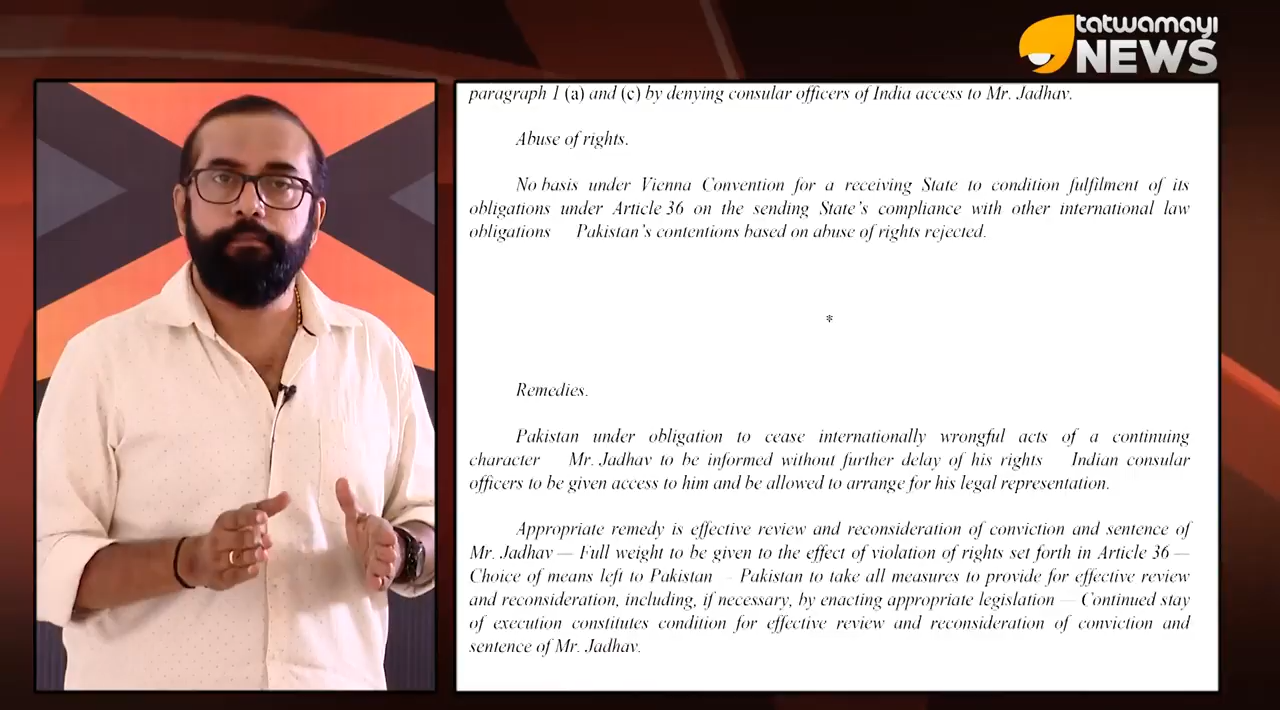 tatwamayi
NEWS
paragraph 1 (a) and (c) by denying consular officers of India access to Mr. Jadhav.
Abuse of rights.
No basis under Vienna Convention for a receiving State to condition fulfilment of its
obligations under Article 36 on the sending State's compliance with other international law
obligations Pakistan's contentions based on abuse of rights rejected.
*
Remedies.
Pakistan under obligation to cease internationally wrongful acts of a continuing
character Mr. Jadhav to be informed without further delay of his rights Indian consular
officers to be given access to him and be allowed to arrange for his legal representation.
Appropriate remedy is effective review and reconsideration of conviction and sentence of
Mr. Jadhav — Full weight to be given to the effect of violation of rights set forth in Article 36 —
Choice of means left to Pakistan – Pakistan to take all measures to provide for effective review
and reconsideration, including, if necessary, by enacting appropriate legislation — Continued stay
of execution constitutes condition for effective review and reconsideration of conviction and
sentence of Mr. Jadhav.